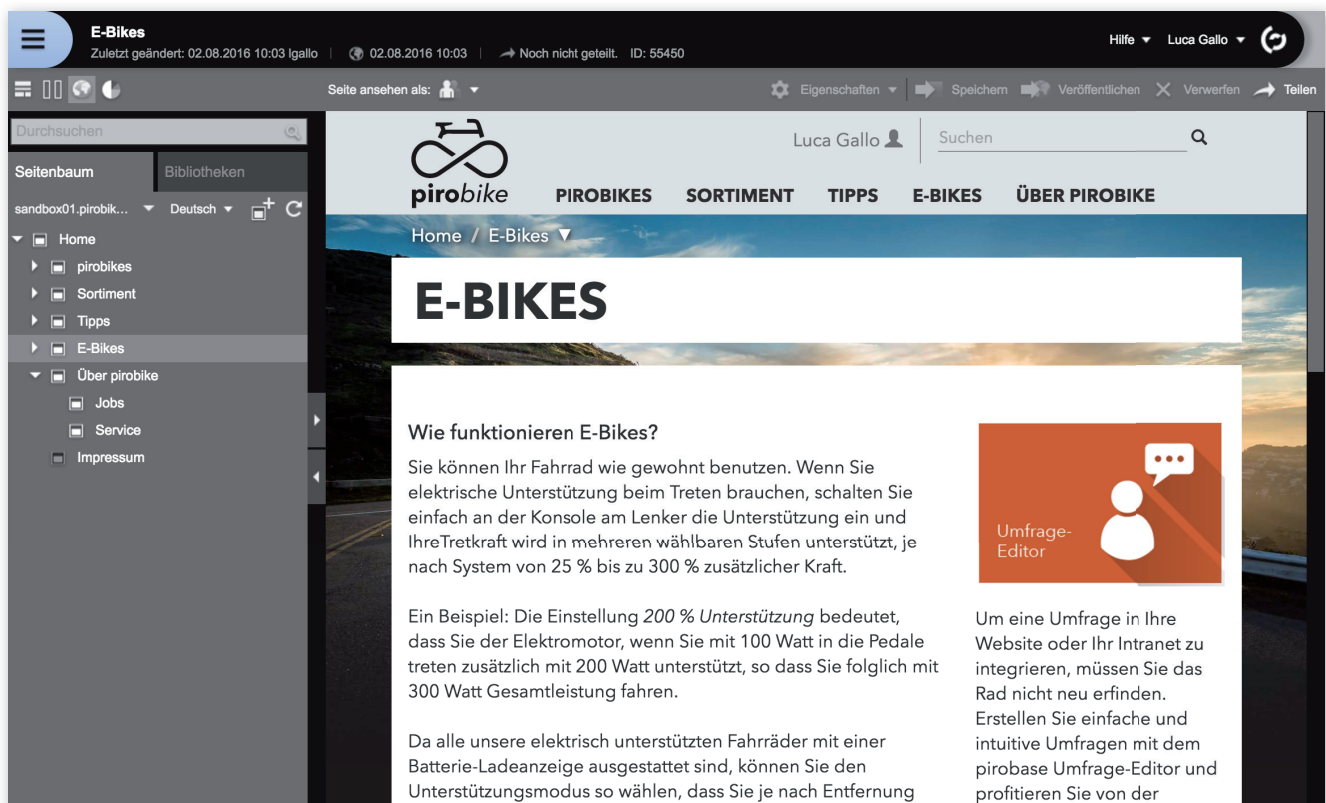 E-Bikes
Zuletzt geändert: 02.08.2016 10:03 lgallo | 02.08.2016 10:03 | Noch nicht geteilt. ID: 55450
Hilfe Luca Gallo
Seite ansehen als:
Eigenschaften Speichern Veröffentlichen Verwerfen Teilen
Durchsuchen
Seitenbaum Bibliotheken
sandbox01.pirobik... Deutsch
Home
pirobikes
Sortiment
Tipps
E-Bikes
Über pirobike
Jobs
Service
Impressum
Luca Gallo
Suchen
pirobike
PIROBIKES SORTIMENT TIPPS E-BIKES ÜBER PIROBIKE
Home / E-Bikes
E-BIKES
Wie funktionieren E-Bikes?
Sie können Ihr Fahrrad wie gewohnt benutzen. Wenn Sie
elektrische Unterstützung beim Treten brauchen, schalten Sie
einfach an der Konsole am Lenker die Unterstützung ein und
IhreTretkraft wird in mehreren wählbaren Stufen unterstützt, je
nach System von 25 % bis zu 300 % zusätzlicher Kraft.
Ein Beispiel: Die Einstellung 200 % Unterstützung bedeutet,
dass Sie der Elektromotor, wenn Sie mit 100 Watt in die Pedale
treten zusätzlich mit 200 Watt unterstützt, so dass Sie folglich mit
300 Watt Gesamtleistung fahren.
Da alle unsere elektrisch unterstützten Fahrräder mit einer
Batterie-Ladeanzeige ausgestattet sind, können Sie den
Unterstützungsmodus so wählen, dass Sie je nach Entfernung
Umfrage-
Editor
Um eine Umfrage in Ihre
Website oder Ihr Intranet zu
integrieren, müssen Sie das
Rad nicht neu erfinden.
Erstellen Sie einfache und
intuitive Umfragen mit dem
pirobase Umfrage-Editor und
profitieren Sie von der